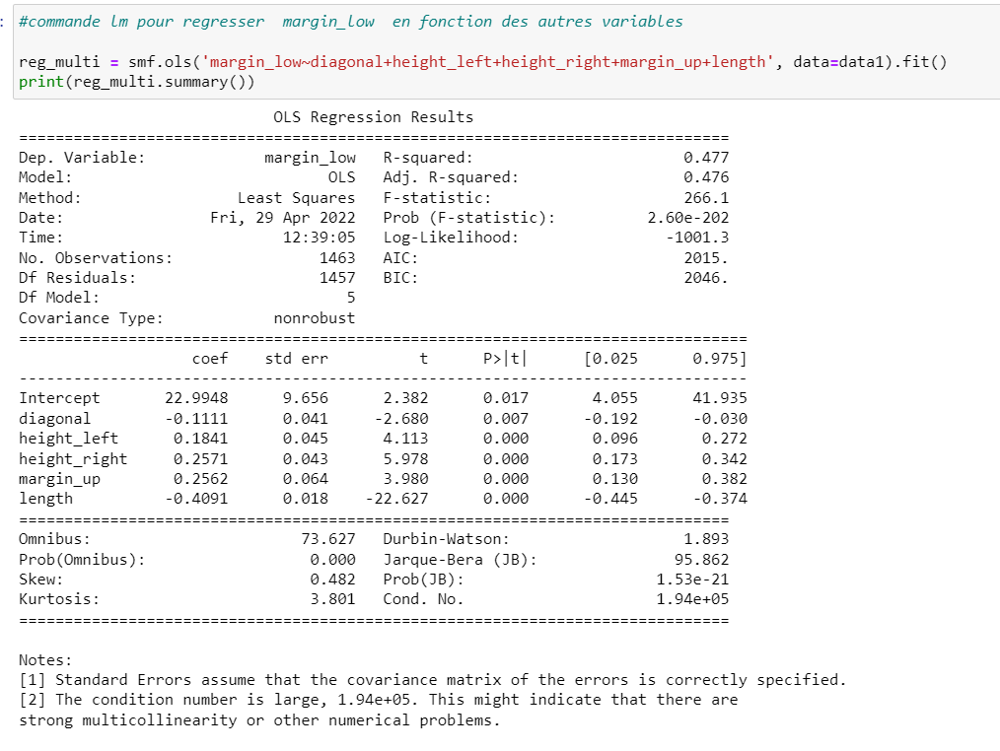 :
#commande lm pour regresser  margin_low  en fonction des autres variables
reg_multi = smf.ols('margin_low~diagonal+height_left+height_right+margin_up+length', data=data1).fit()
print(reg_multi.summary())
                            OLS Regression Results
==============================================================================
Dep. Variable:             margin_low   R-squared:                       0.477
Model:                            OLS   Adj. R-squared:                  0.476
Method:                 Least Squares   F-statistic:                     266.1
Date:                Fri, 29 Apr 2022   Prob (F-statistic):          2.60e-202
Time:                        12:39:05   Log-Likelihood:                -1001.3
No. Observations:                1463   AIC:                             2015.
Df Residuals:                    1457   BIC:                             2046.
Df Model:                           5
Covariance Type:            nonrobust
================================================================================
                   coef    std err          t      P>|t|      [0.025      0.975]
--------------------------------------------------------------------------------
Intercept       22.9948      9.656      2.382      0.017       4.055      41.935
diagonal        -0.1111      0.041     -2.680      0.007      -0.192      -0.030
height_left      0.1841      0.045      4.113      0.000       0.096       0.272
height_right     0.2571      0.043      5.978      0.000       0.173       0.342
margin_up        0.2562      0.064      3.980      0.000       0.130       0.382
length          -0.4091      0.018    -22.627      0.000      -0.445      -0.374
==============================================================================
Omnibus:                       73.627   Durbin-Watson:                   1.893
Prob(Omnibus):                  0.000   Jarque-Bera (JB):               95.862
Skew:                           0.482   Prob(JB):                     1.53e-21
Kurtosis:                       3.801   Cond. No.                     1.94e+05
==============================================================================
Notes:
[1] Standard Errors assume that the covariance matrix of the errors is correctly specified.
[2] The condition number is large, 1.94e+05. This might indicate that there are
strong multicollinearity or other numerical problems.